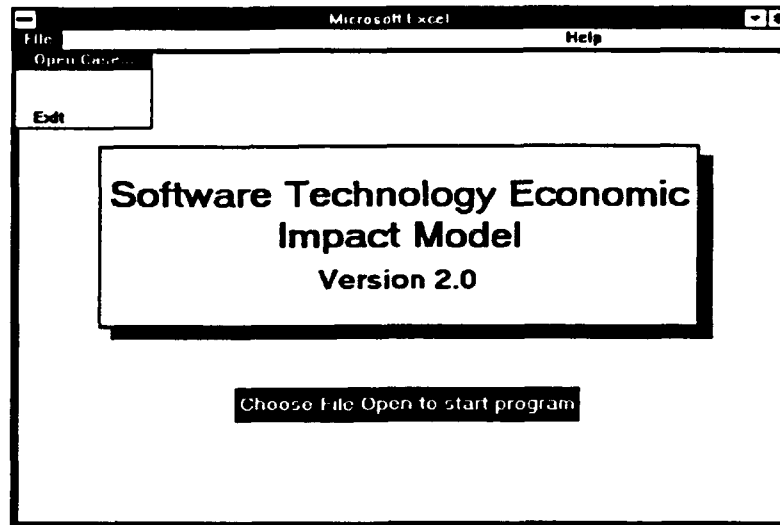 Microsoft Excel
File Help
Open Case...
Exit
Software Technology Economic
Impact Model
Version 2.0
Choose File Open to start program